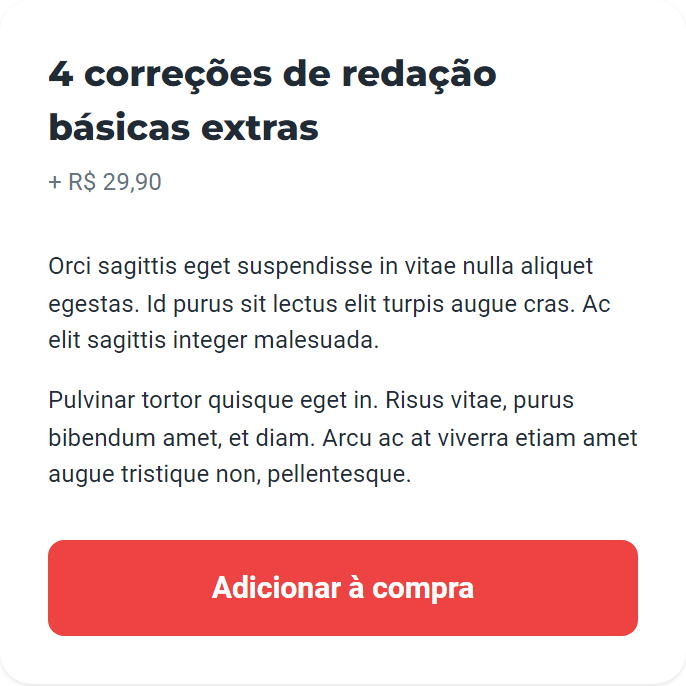 4 correções de redação
básicas extras
+ R$ 29,90
Orci sagittis eget suspendisse in vitae nulla aliquet
egestas. Id purus sit lectus elit turpis augue cras. Ac
elit sagittis integer malesuada.
Pulvinar tortor quisque eget in. Risus vitae, purus
bibendum amet, et diam. Arcu ac at viverra etiam amet
augue tristique non, pellentesque.
Adicionar à compra